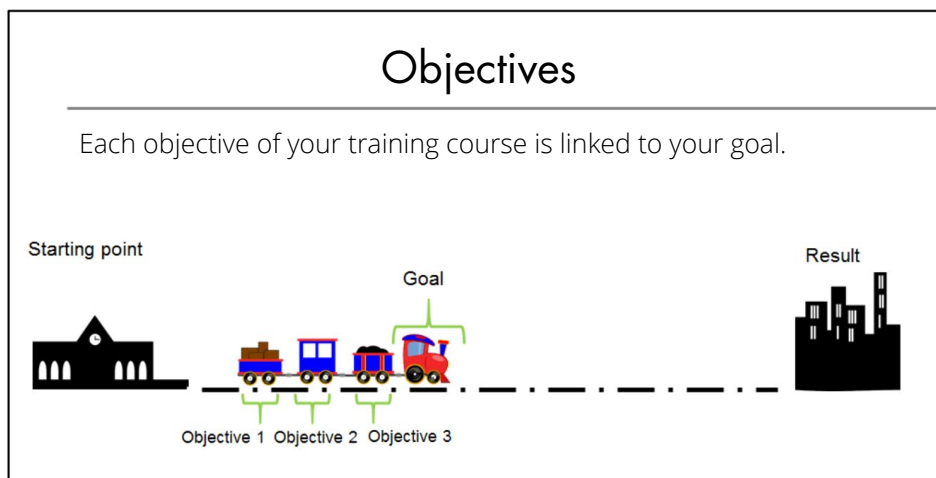 Objectives
Each objective of your training course is linked to your goal.
Starting point
Result
Goal
Objective 1
Objective 2
Objective 3